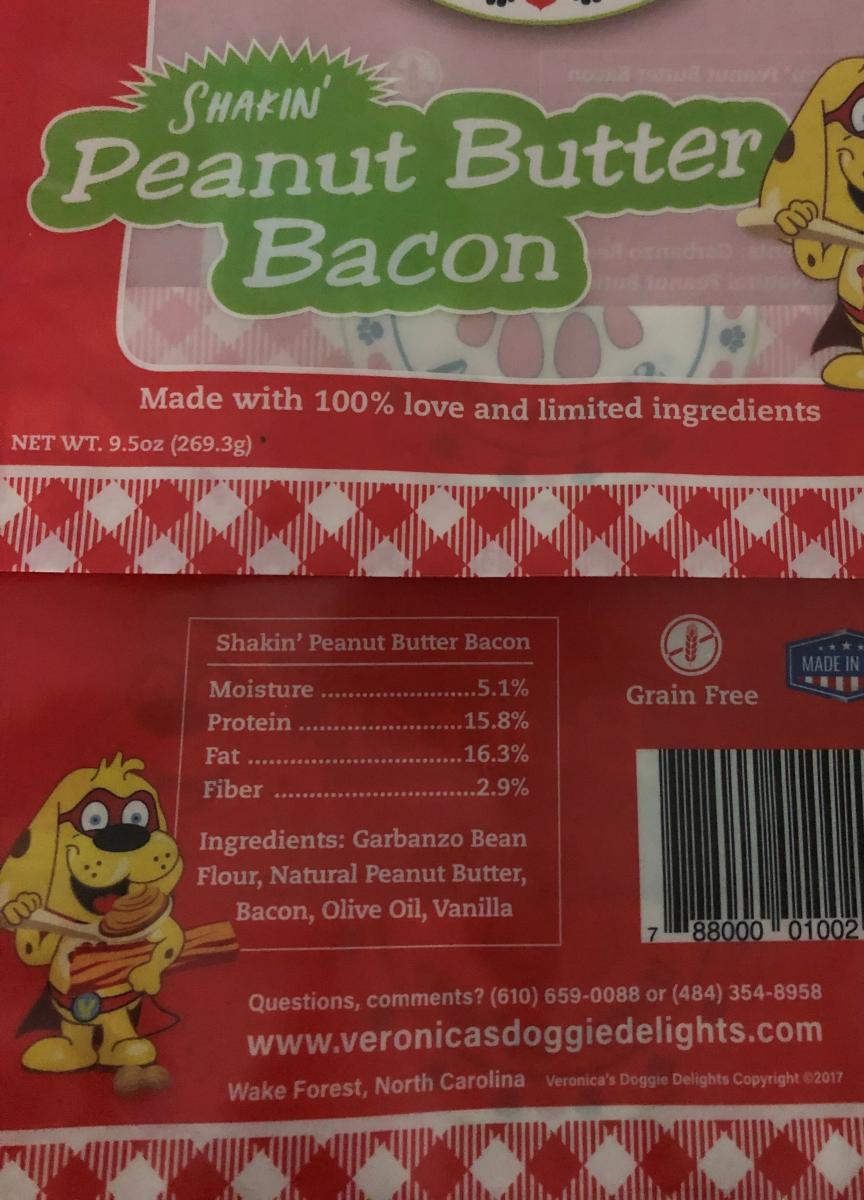 SHAKIN'
Peanut Butter
Bacon
Made with 100% love and limited ingredients
NET WT. 9.5oz (269.3g)
Shakin' Peanut Butter Bacon
Moisture ........................5.1%
Protein .........................15.8%
Fat .................................16.3%
Fiber ...............................2.9%
Ingredients: Garbanzo Bean
Flour, Natural Peanut Butter,
Bacon, Olive Oil, Vanilla
Grain Free
MADE IN
7 88000 01002
Questions, comments? (610) 659-0088 or (484) 354-8958
www.veronicasdoggiedelights.com
Wake Forest, North Carolina Veronica's Doggie Delights Copyright ©2017